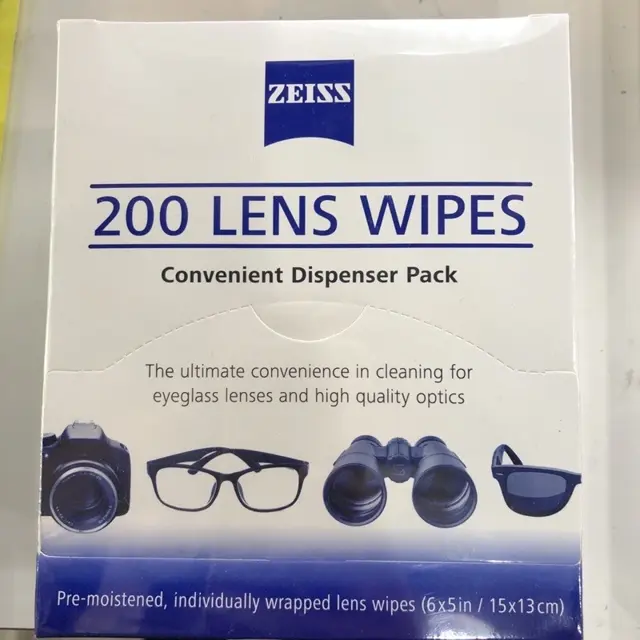 ZEISS
200 LENS WIPES
Convenient Dispenser Pack
The ultimate convenience in cleaning for
eyeglass lenses and high quality optics
Pre-moistened, individually wrapped lens wipes (6x5in / 15x13cm)